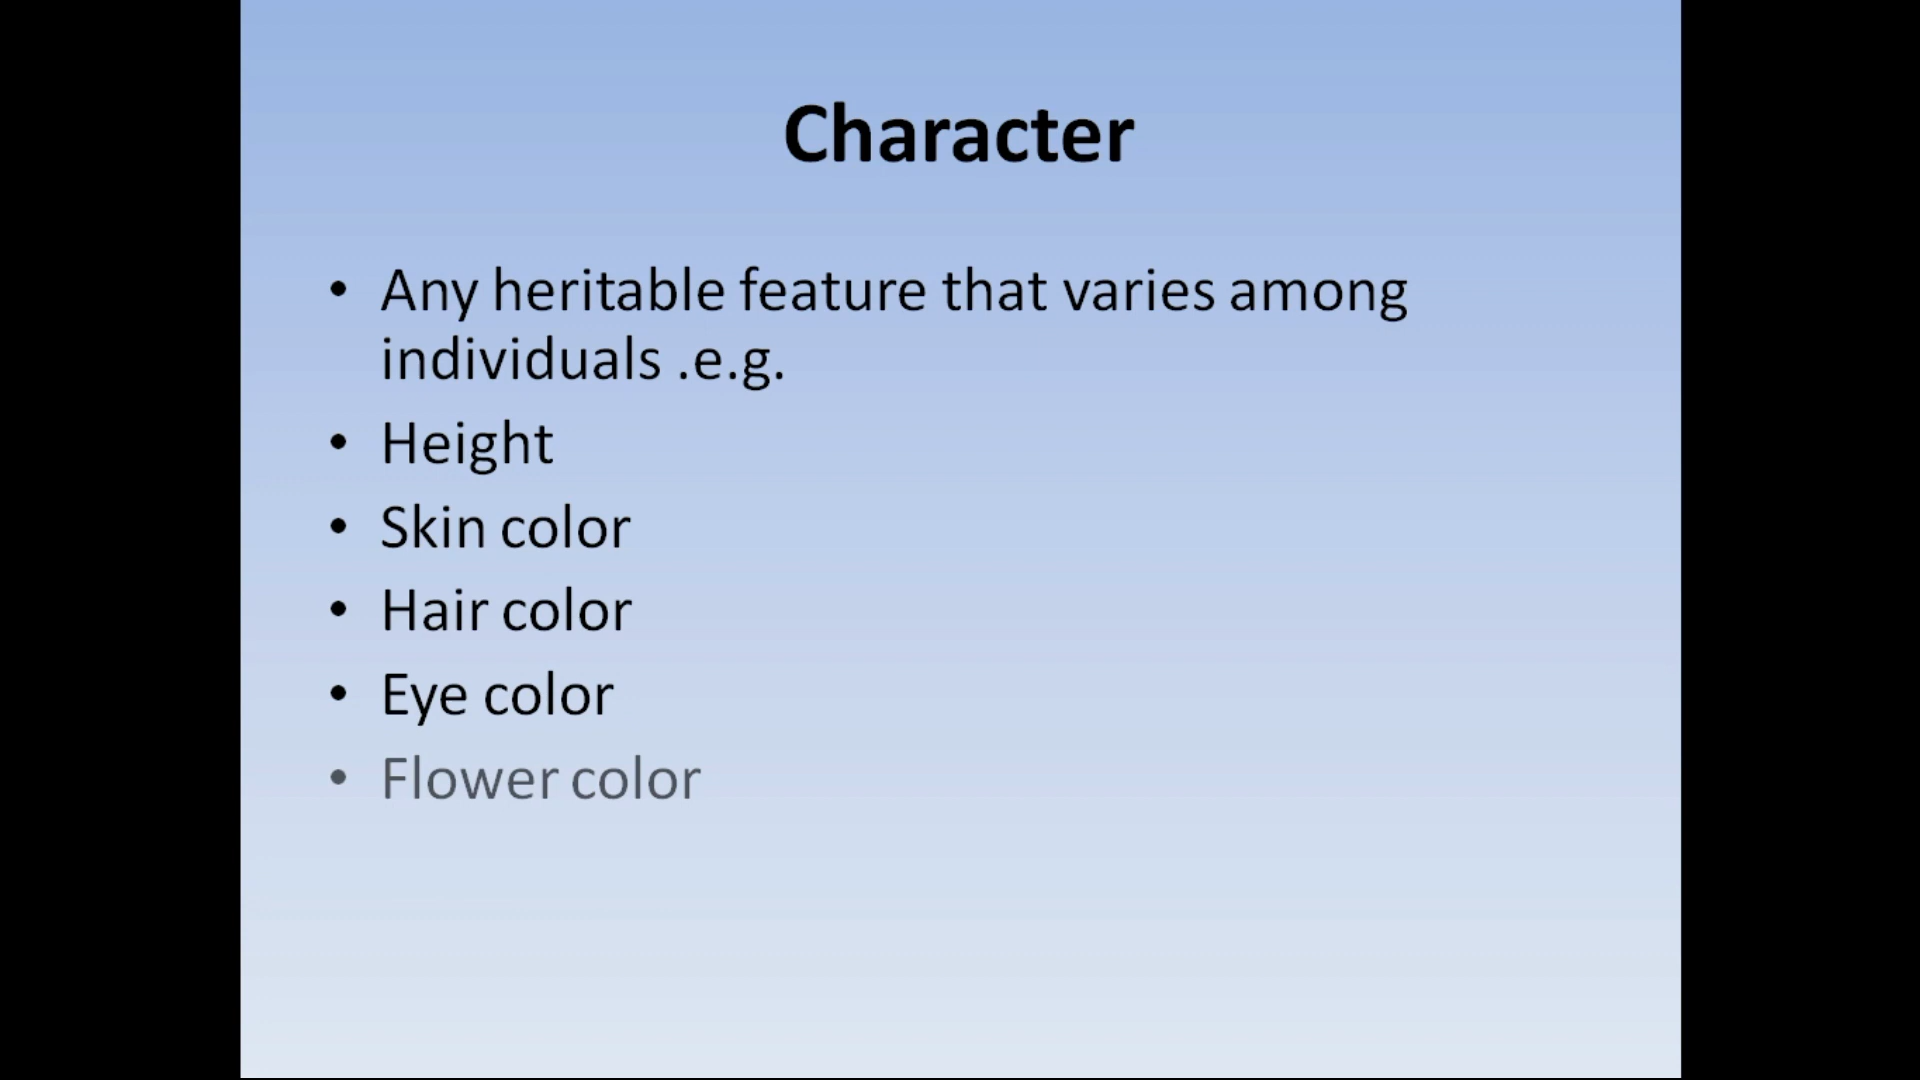 Character
• Any heritable feature that varies among
individuals .e.g.
• Height
• Skin color
• Hair color
• Eye color
• Flower color